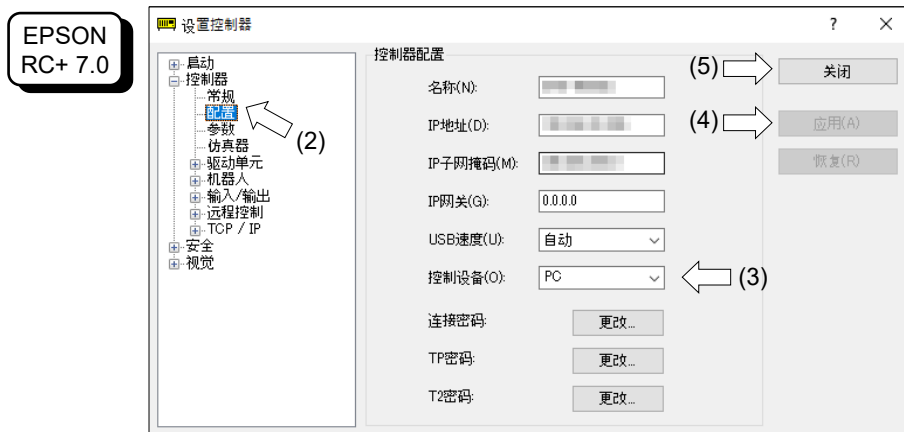 EPSON
RC+ 7.0
设置控制器
?
启动
控制器
常规
配置
参数
仿真器
驱动单元
机器人
输入/输出
远程控制
TCP / IP
安全
视觉
(2)
控制器配置
名称(N):
IP地址(D):
IP子网掩码(M):
IP网关(G):
0.0.0.0
USB速度(U):
自动
控制设备(O):
PC
(3)
连接密码:
更改...
TP密码:
更改...
T2密码:
更改...
(5)
关闭
(4)
应用(A)
恢复(R)